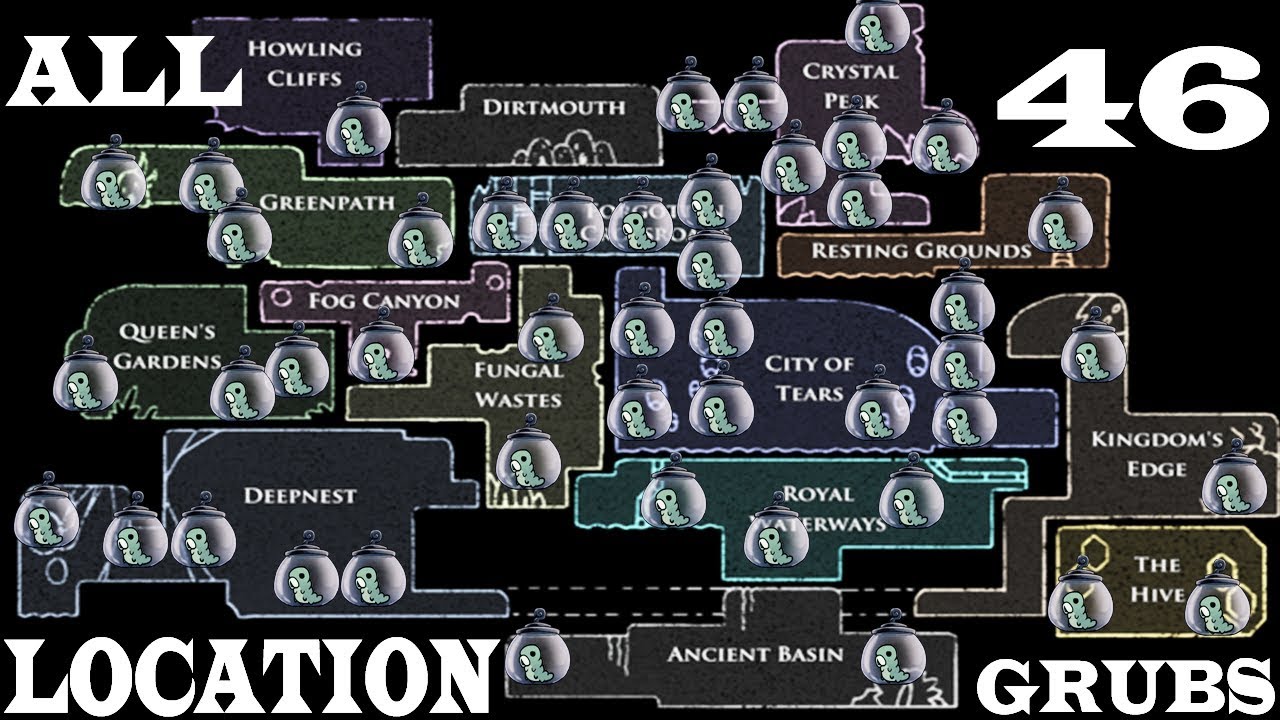 ALL
46
HOWLING
CLIFFS
DIRTMOUTH
CRYSTAL
PEAK
GREENPATH
FORGOTTEN
CROSSROADS
RESTING GROUNDS
QUEEN'S
GARDENS
FOG CANYON
FUNGAL
WASTES
CITY OF
TEARS
KINGDOM'S
EDGE
DEEPNEST
ROYAL
WATERWAYS
THE
HIVE
ANCIENT BASIN
LOCATION
GRUBS